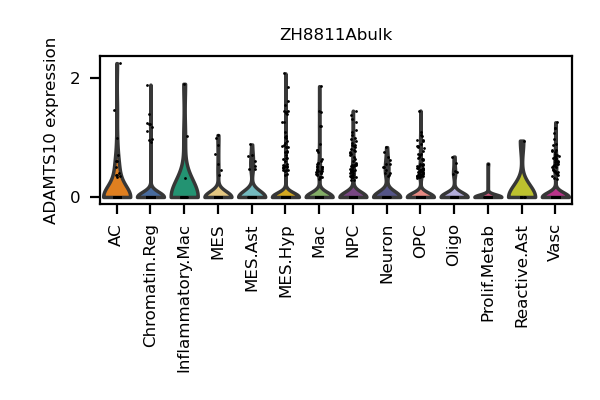 ZH8811Abulk
ADAMTS10 expression
2
0
AC
Chromatin.Reg
Inflammatory.Mac
MES
MES.Ast
MES.Hyp
Mac
NPC
Neuron
OPC
Oligo
Prolif.Metab
Reactive.Ast
Vasc